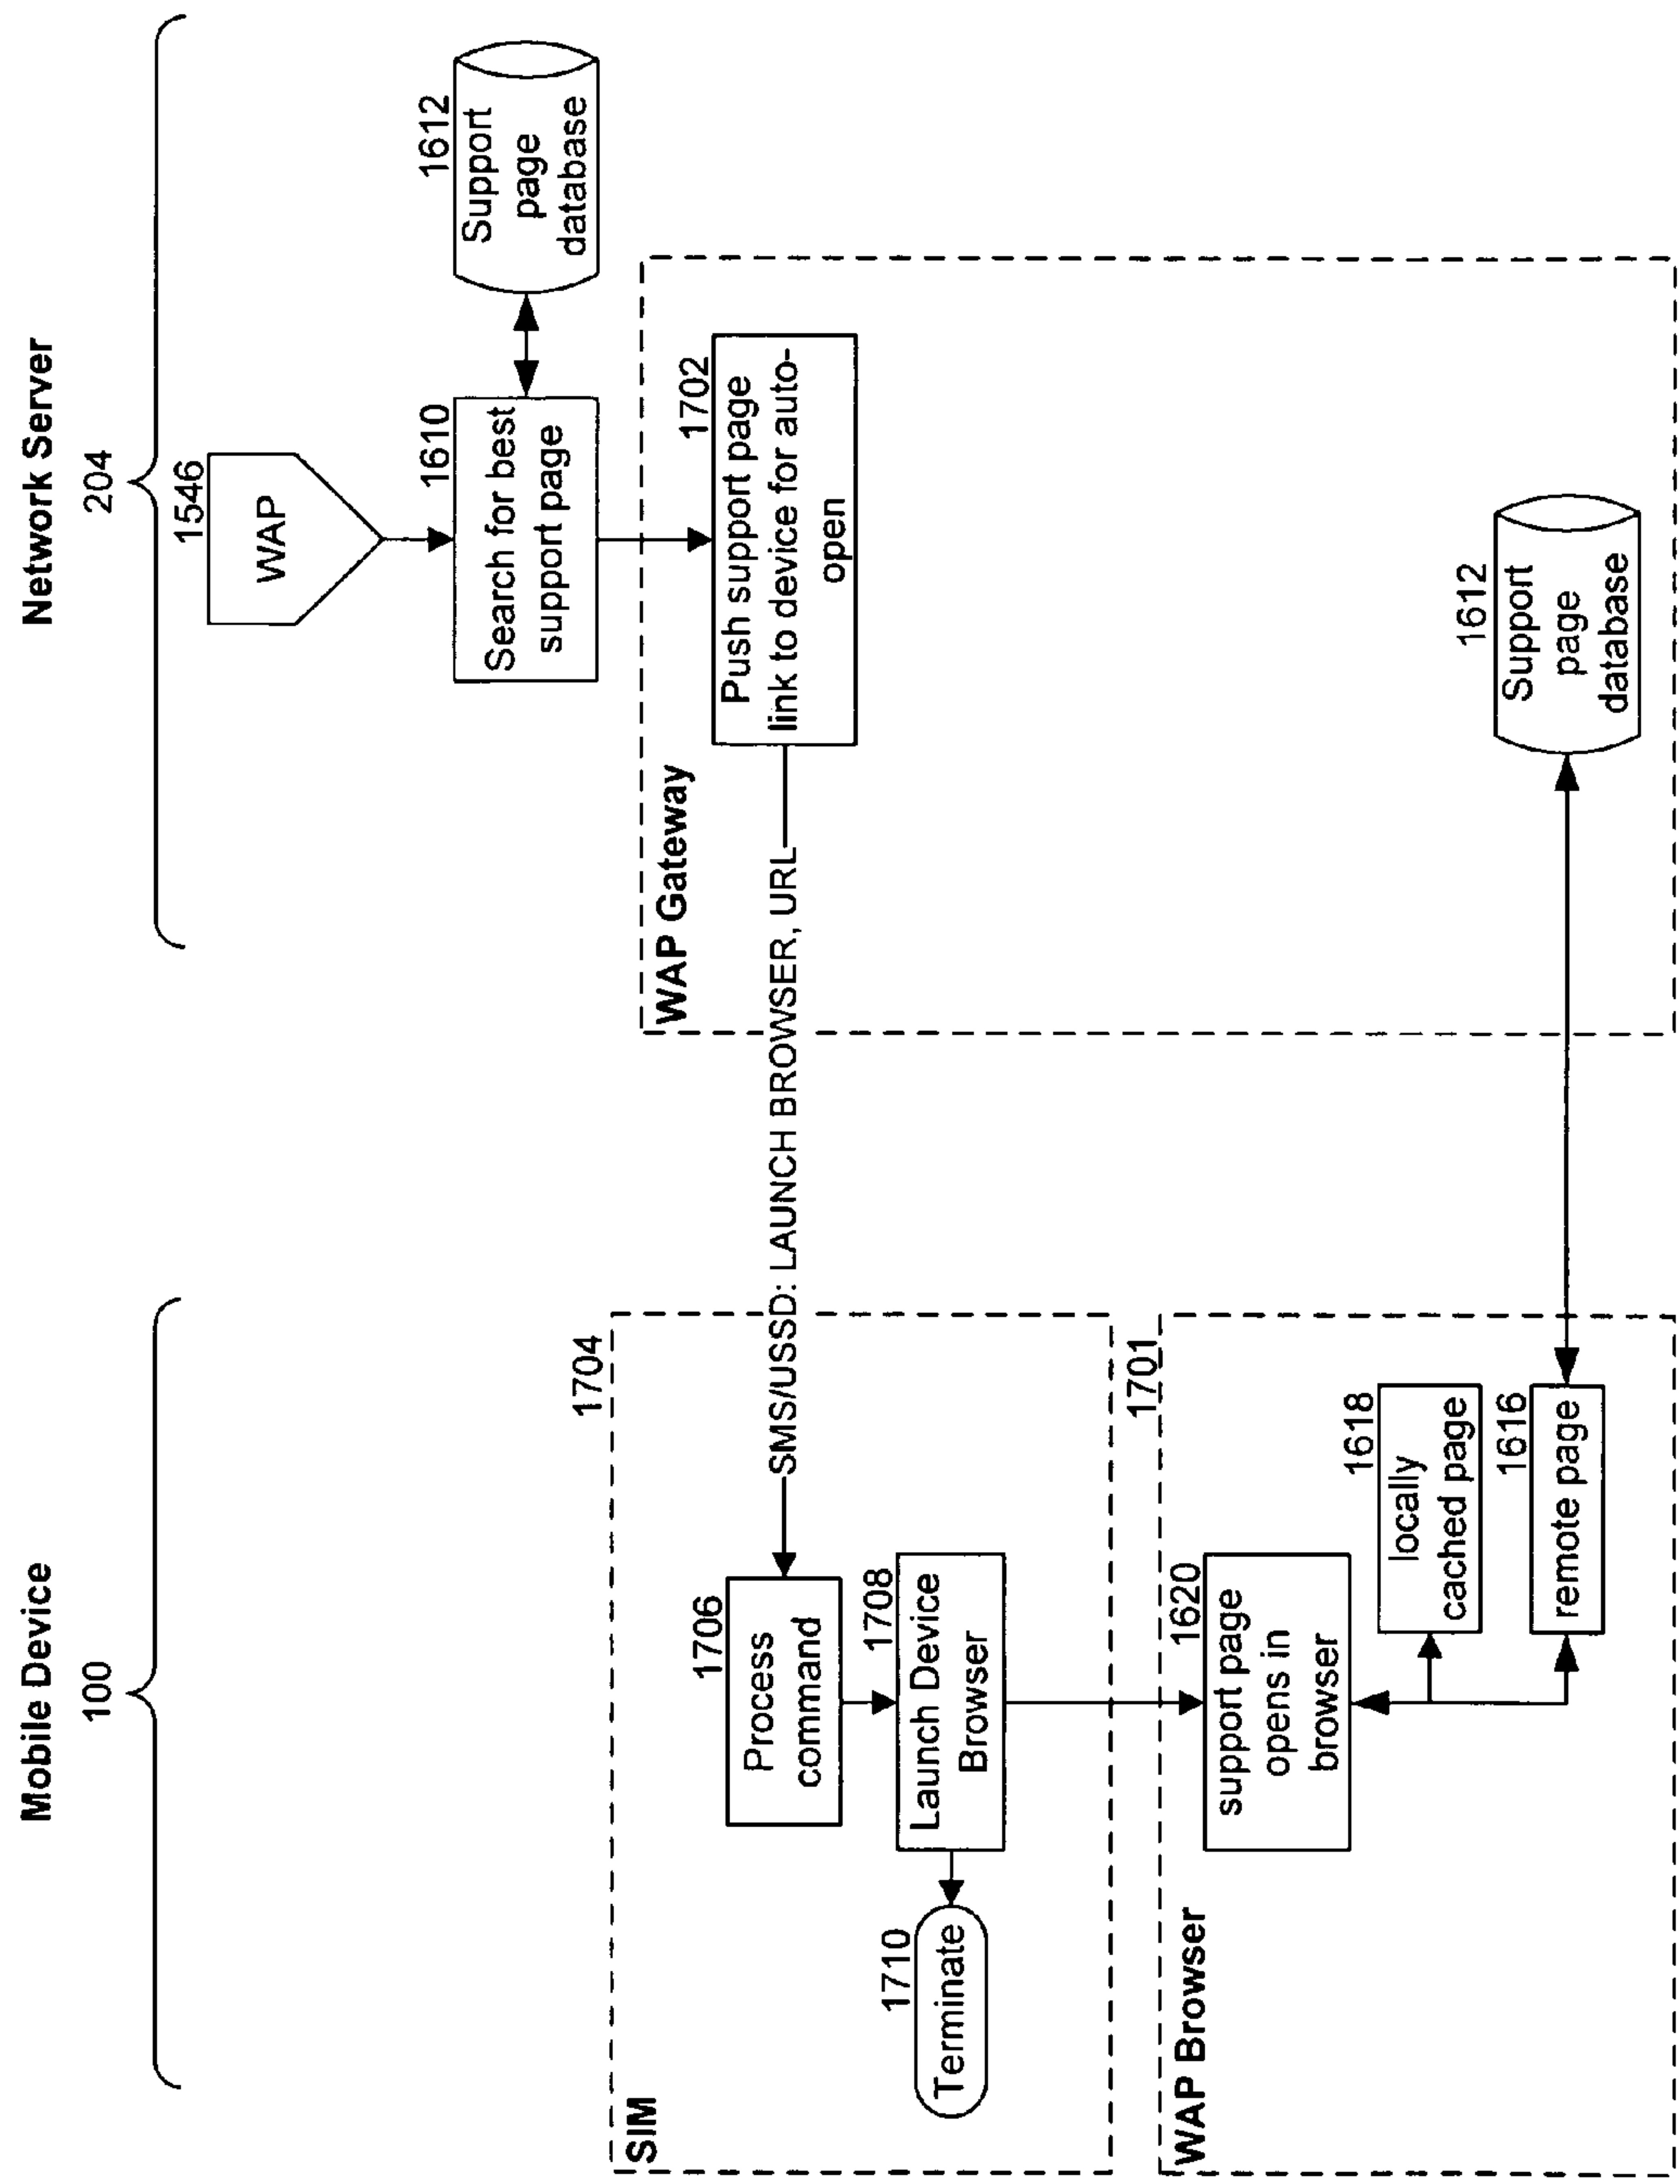 Mobile Device
100
Network Server
204
1546
WAP
1610
Search for best
support page
1612
Support
page
database
WAP Gateway
1702
Push support page
link to device for auto-
open
SMS/USSD: LAUNCH BROWSER, URL
SIM
1704
1706
Process
command
1708
Launch Device
Browser
1710
Terminate
WAP Browser
1701
1620
support page
opens in
browser
1618
locally
cached page
1616
remote page
1612
Support
page
database